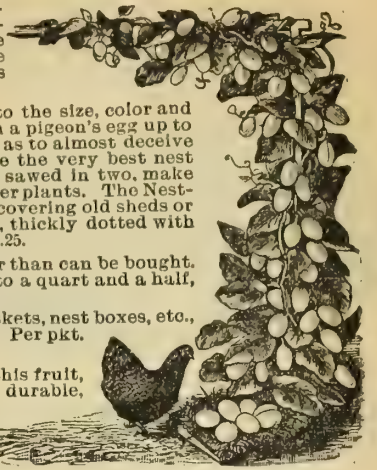 to the size, color and
a pigeon's egg up to
as to almost deceive
the very best nest
sawed in two, make
er plants. The Nest-
covering old sheds or
, thickly dotted with
.25.
r than can be bought.
to a quart and a half,
skets, nest boxes, etc.,
Per pkt.
his fruit,
durable,